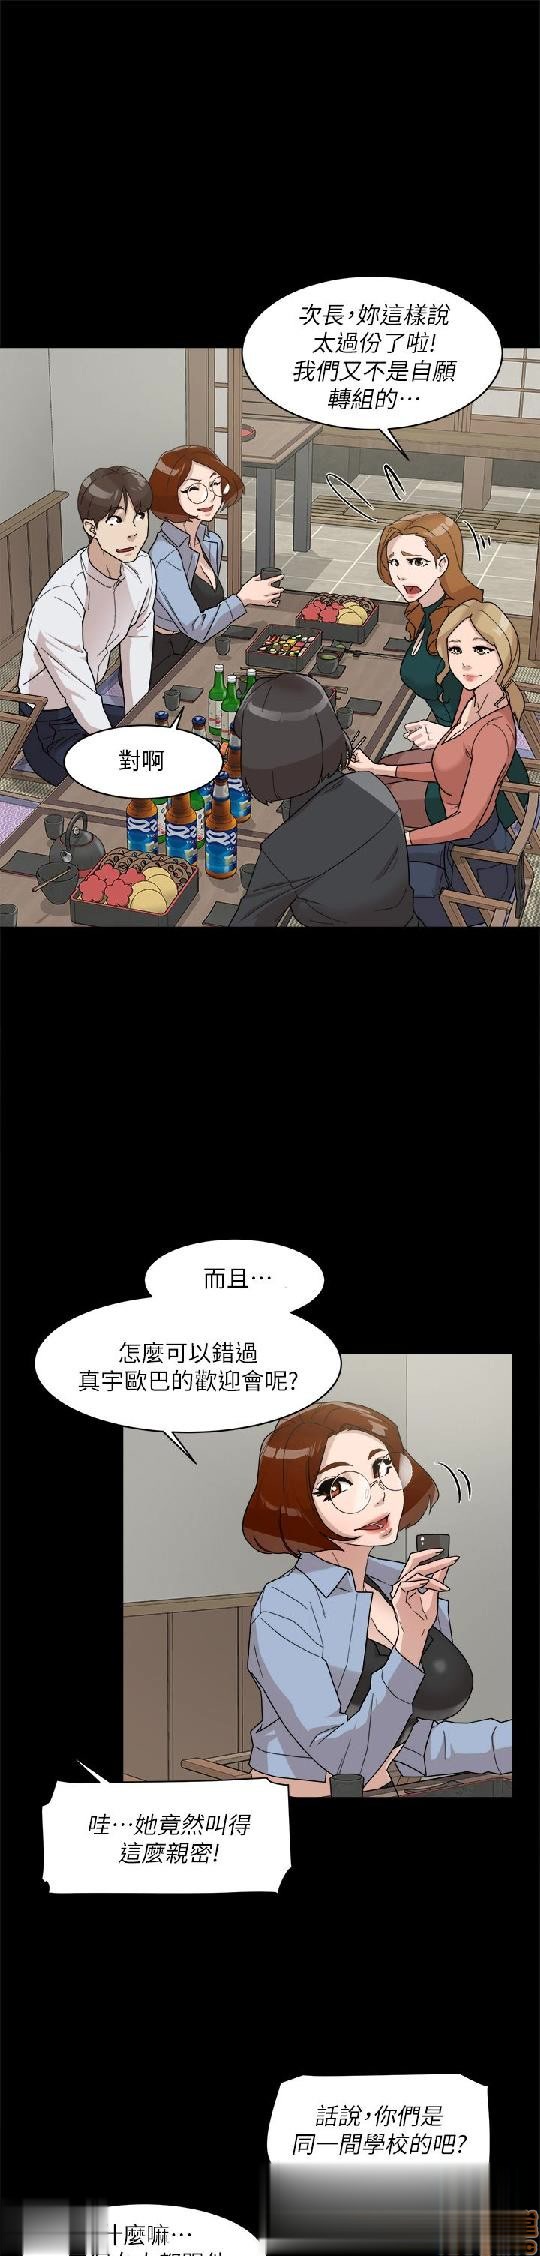 次長，妳這樣說
太過份了啦！
我們又不是自願
轉組的…
對啊
而且…
怎麼可以錯過
真宇歐巴的歡迎會呢？
哇…她竟然叫得
這麼親密！
話說，你們是
同一間學校的吧？
什麼嘛…